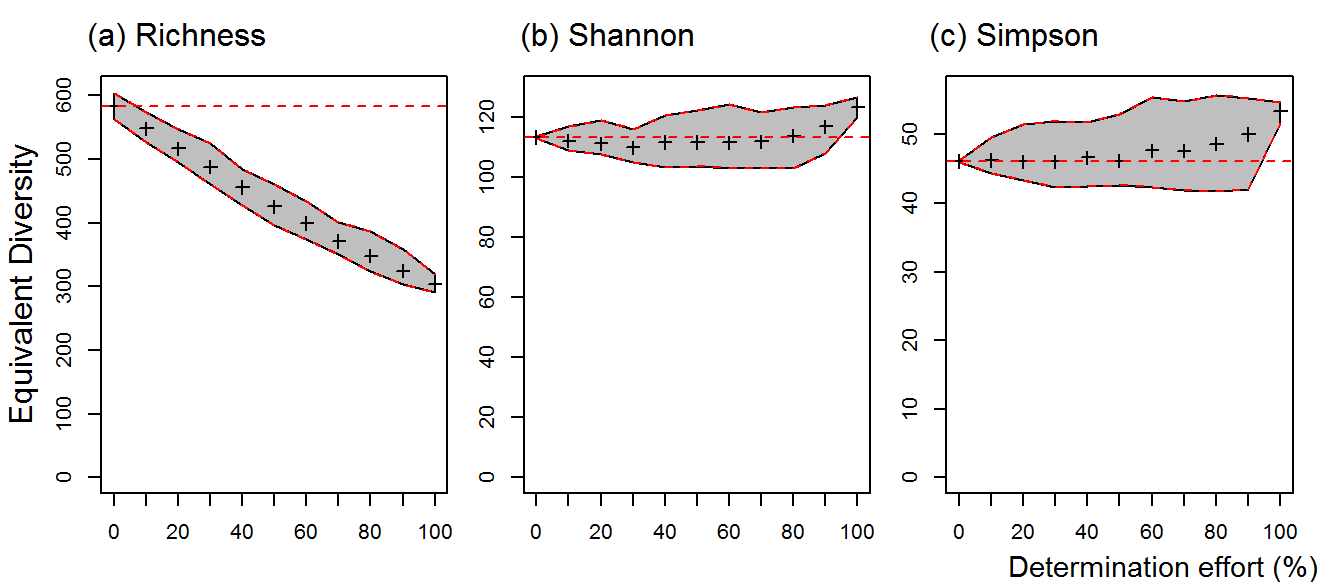 (a) Richness
(b) Shannon
(c) Simpson
Equivalent Diversity
600
500
400
300
200
100
0
0 20 40 60 80 100
120
100
80
60
40
20
0
0 20 40 60 80 100
50
40
30
20
10
0
0 20 40 60 80 100
Determination effort (%)